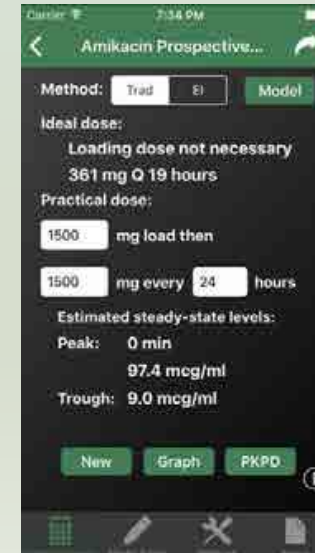 Carrier 7:34 PM
Amikacin Prospective...
Method: Trad EI Model
Ideal dose:
Loading dose not necessary
361 mg Q 19 hours
Practical dose:
1500 mg load then
1500 mg every 24 hours
Estimated steady-state levels:
Peak: 0 min
97.4 mcg/ml
Trough: 9.0 mcg/ml
New Graph PKPD